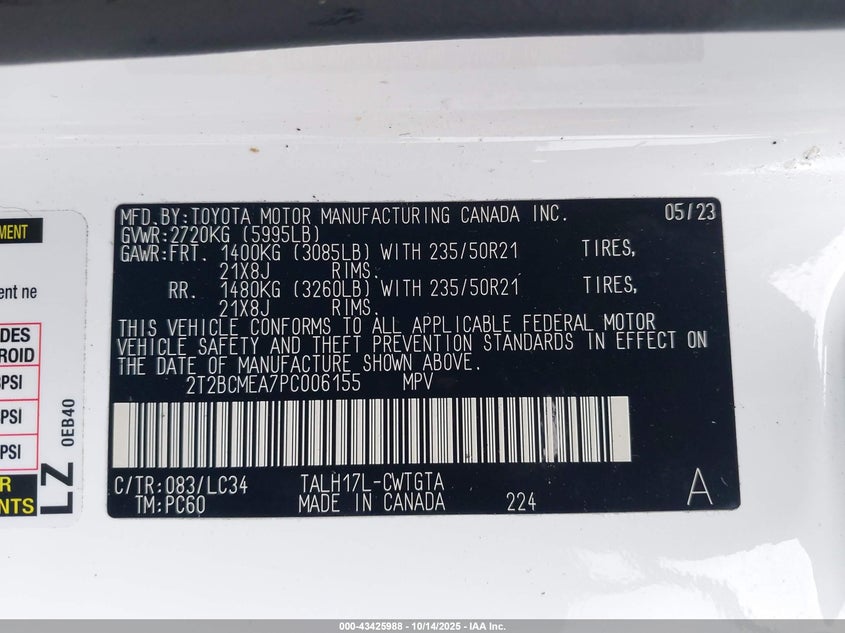 MFD.BY:TOYOTA MOTOR MANUFACTURING CANADA INC. 05/23
GVWR:2720KG (5995LB)
GAWR:FRT. 1400KG (3085LB) WITH 235/50R21 TIRES,
21X8J RIMS.
RR. 1480KG (3260LB) WITH 235/50R21 TIRES,
21X8J RIMS.
THIS VEHICLE CONFORMS TO ALL APPLICABLE FEDERAL MOTOR
VEHICLE SAFETY AND THEFT PREVENTION STANDARDS IN EFFECT ON
THE DATE OF MANUFACTURE SHOWN ABOVE.
2T2BCMEA7PC006155 MPV
C/TR:083/LC34 TALH17L-CWTGTA
TM:PC60 MADE IN CANADA 224 A
MENT
ent ne
DES
ROID
PSI
PSI
PSI
R
NTS
LZ 0EB40
000-43425988 - 10/14/2025 - IAA Inc.